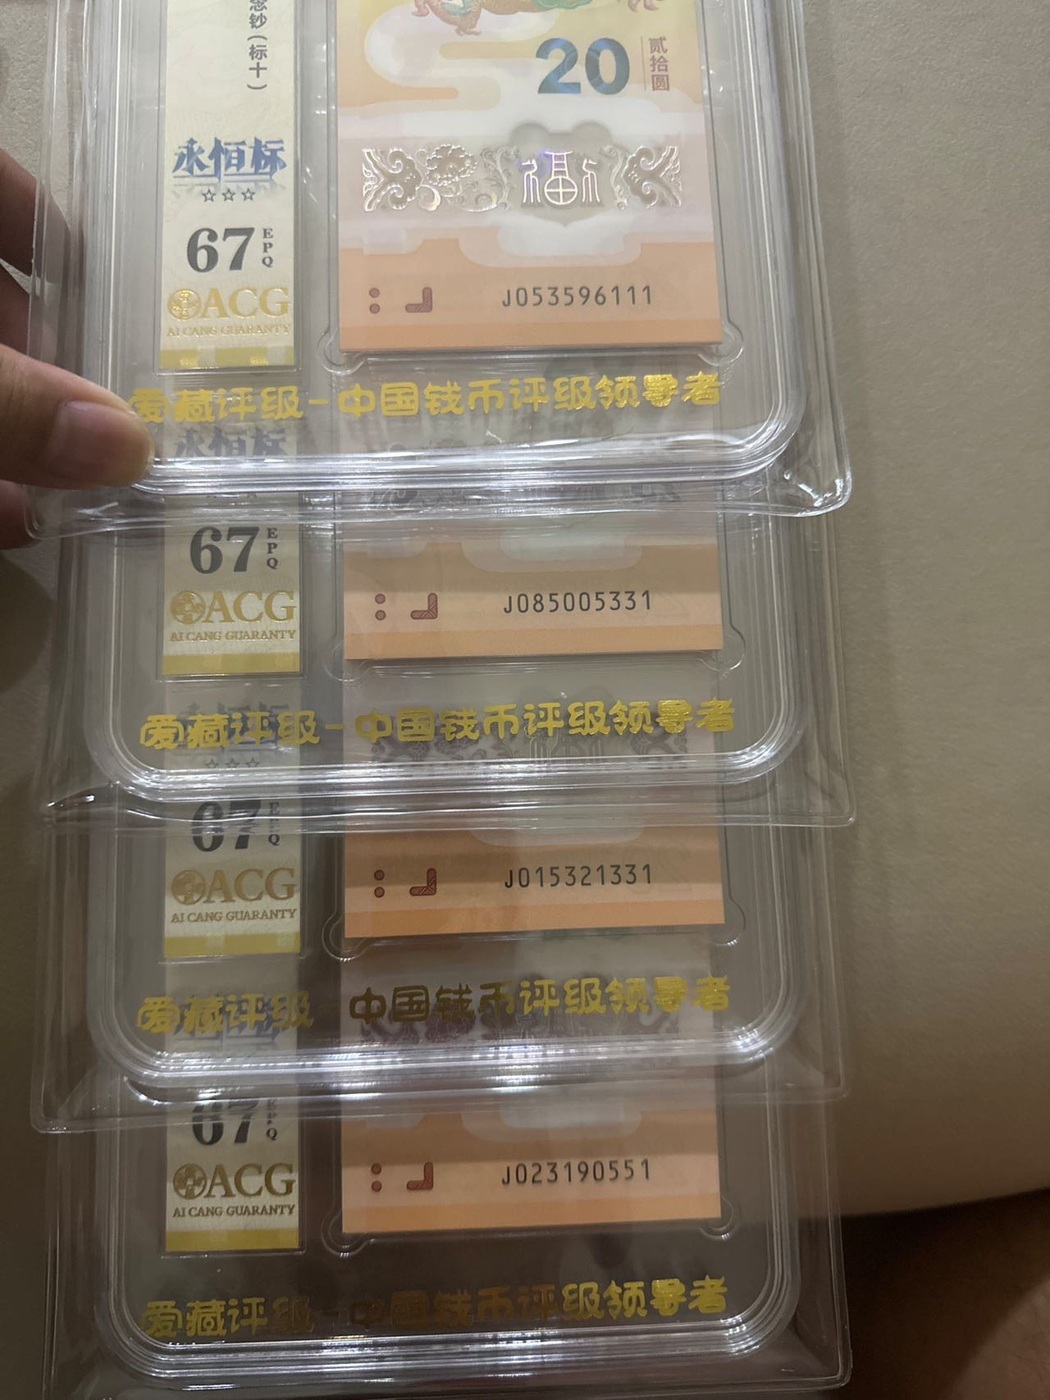 念钞(标十)
20 贰拾圆
永恒标
☆☆☆
福
67 EPQ
ACG
AI CANG GUARANTY
J053596111
爱藏评级-中国钱币评级领导者
永恒标
67 EPQ
ACG
AI CANG GUARANTY
J085005331
爱藏评级-中国钱币评级领导者
☆☆☆
67 EPQ
ACG
AI CANG GUARANTY
J015321331
爱藏评级-中国钱币评级领导者
67 EPQ
ACG
AI CANG GUARANTY
J023190551
爱藏评级-中国钱币评级领导者